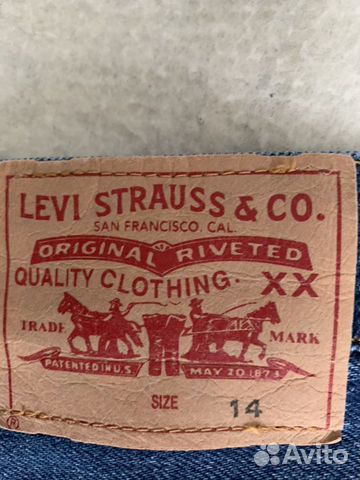 LEVI STRAUSS & CO.
SAN FRANCISCO, CAL.
ORIGINAL RIVETED
QUALITY CLOTHING. XX
TRADE MARK
PATENTED IN U.S. MAY 20 1873
SIZE 14
®
Avito